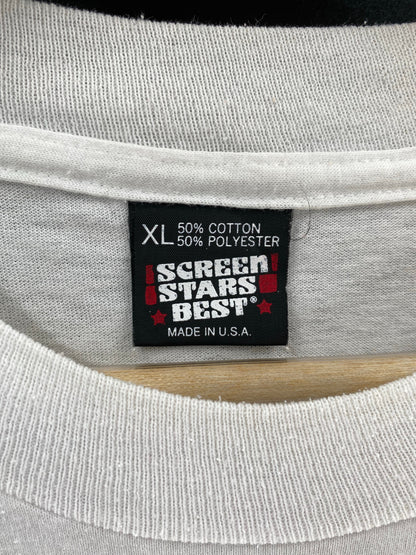 XL 50% COTTON
50% POLYESTER
SCREEN
STARS
BEST®
MADE IN U.S.A.